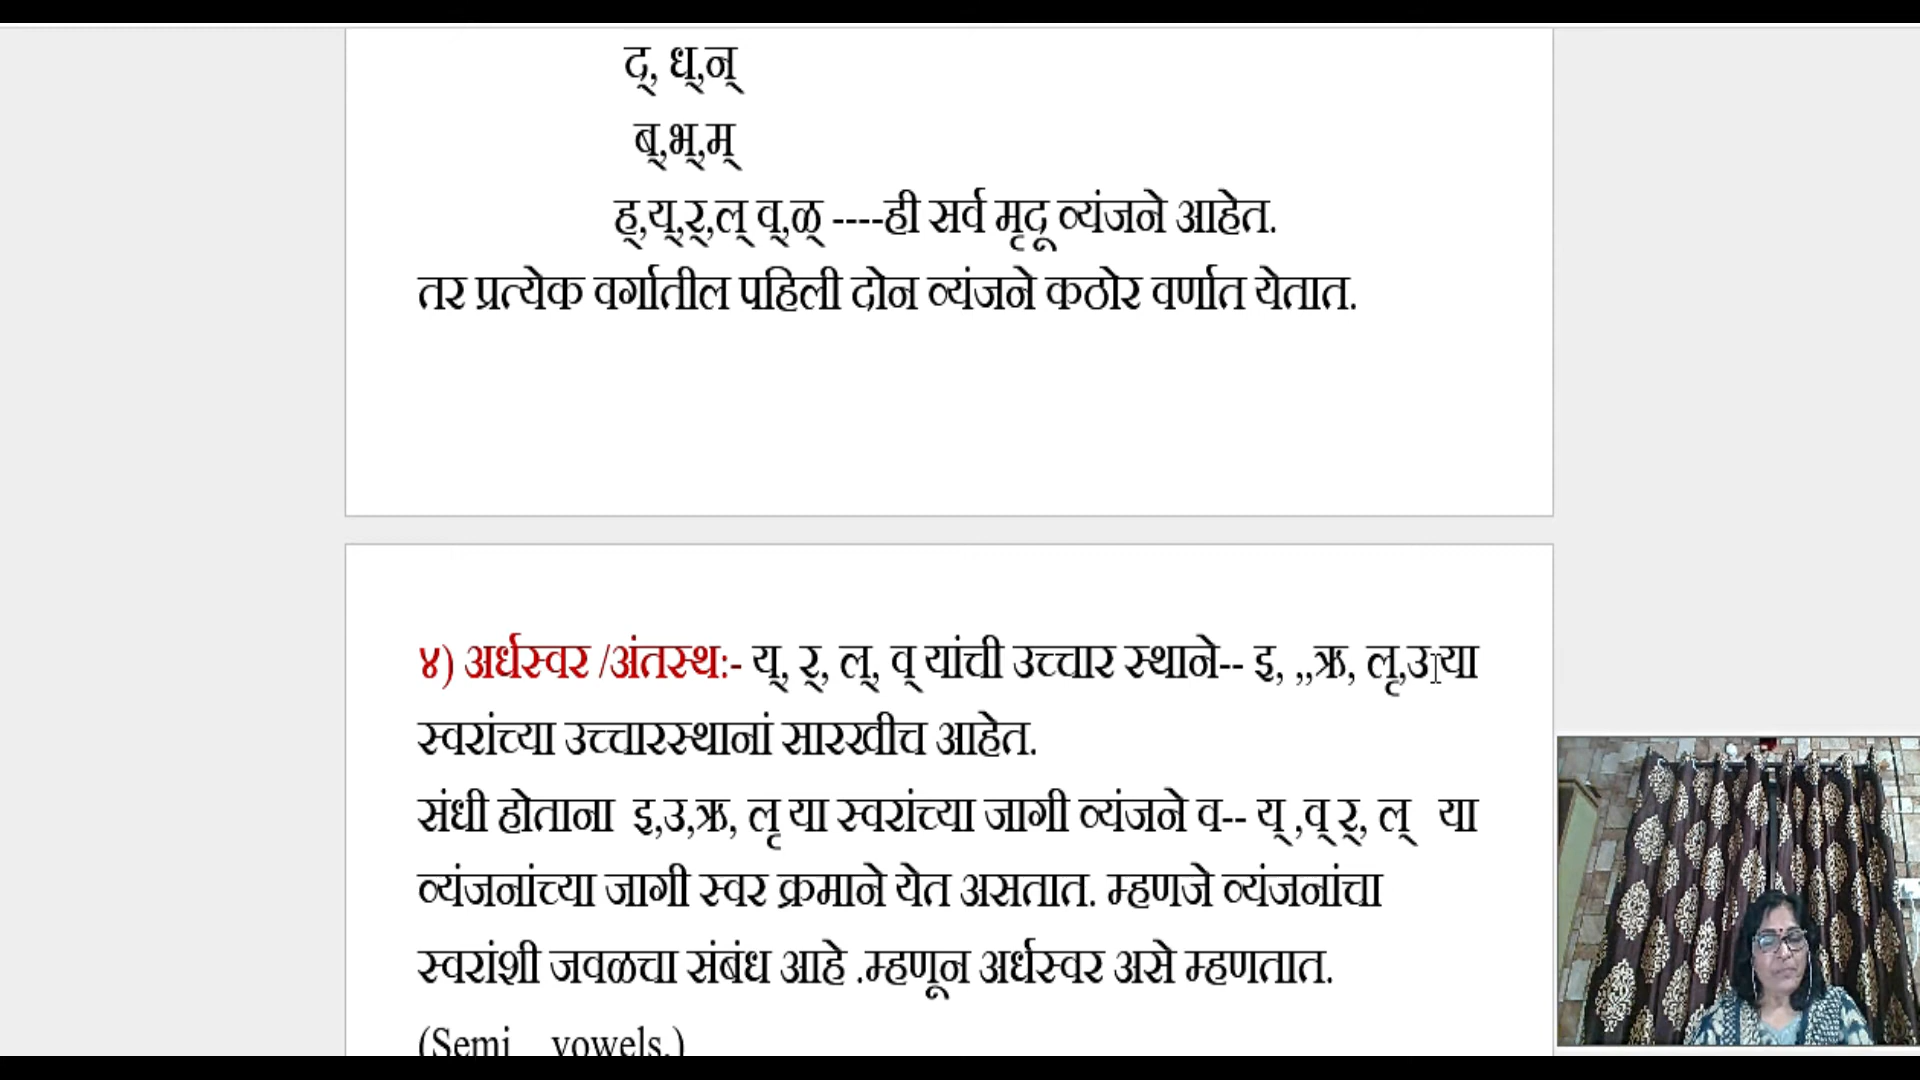 द्, ध्,न्
ब्,भ्,म्
ह्,य्,र्,ल् व्,ळ् ----ही सर्व मृदू व्यंजने आहेत.
तर प्रत्येक वर्गातील पहिली दोन व्यंजने कठोर वर्णात येतात.
४) अर्धस्वर /अंतस्थ:- य्, र्, ल्, व् यांची उच्चार स्थाने-- इ, ,,ऋ, लृ,उ या
स्वरांच्या उच्चारस्थानां सारखीच आहेत.
संधी होताना इ,उ,ऋ, लृ या स्वरांच्या जागी व्यंजने व-- य् ,व् र्, ल् या
व्यंजनांच्या जागी स्वर क्रमाने येत असतात. म्हणजे व्यंजनांचा
स्वरांशी जवळचा संबंध आहे .म्हणून अर्धस्वर असे म्हणतात.
(Semi vowels.)